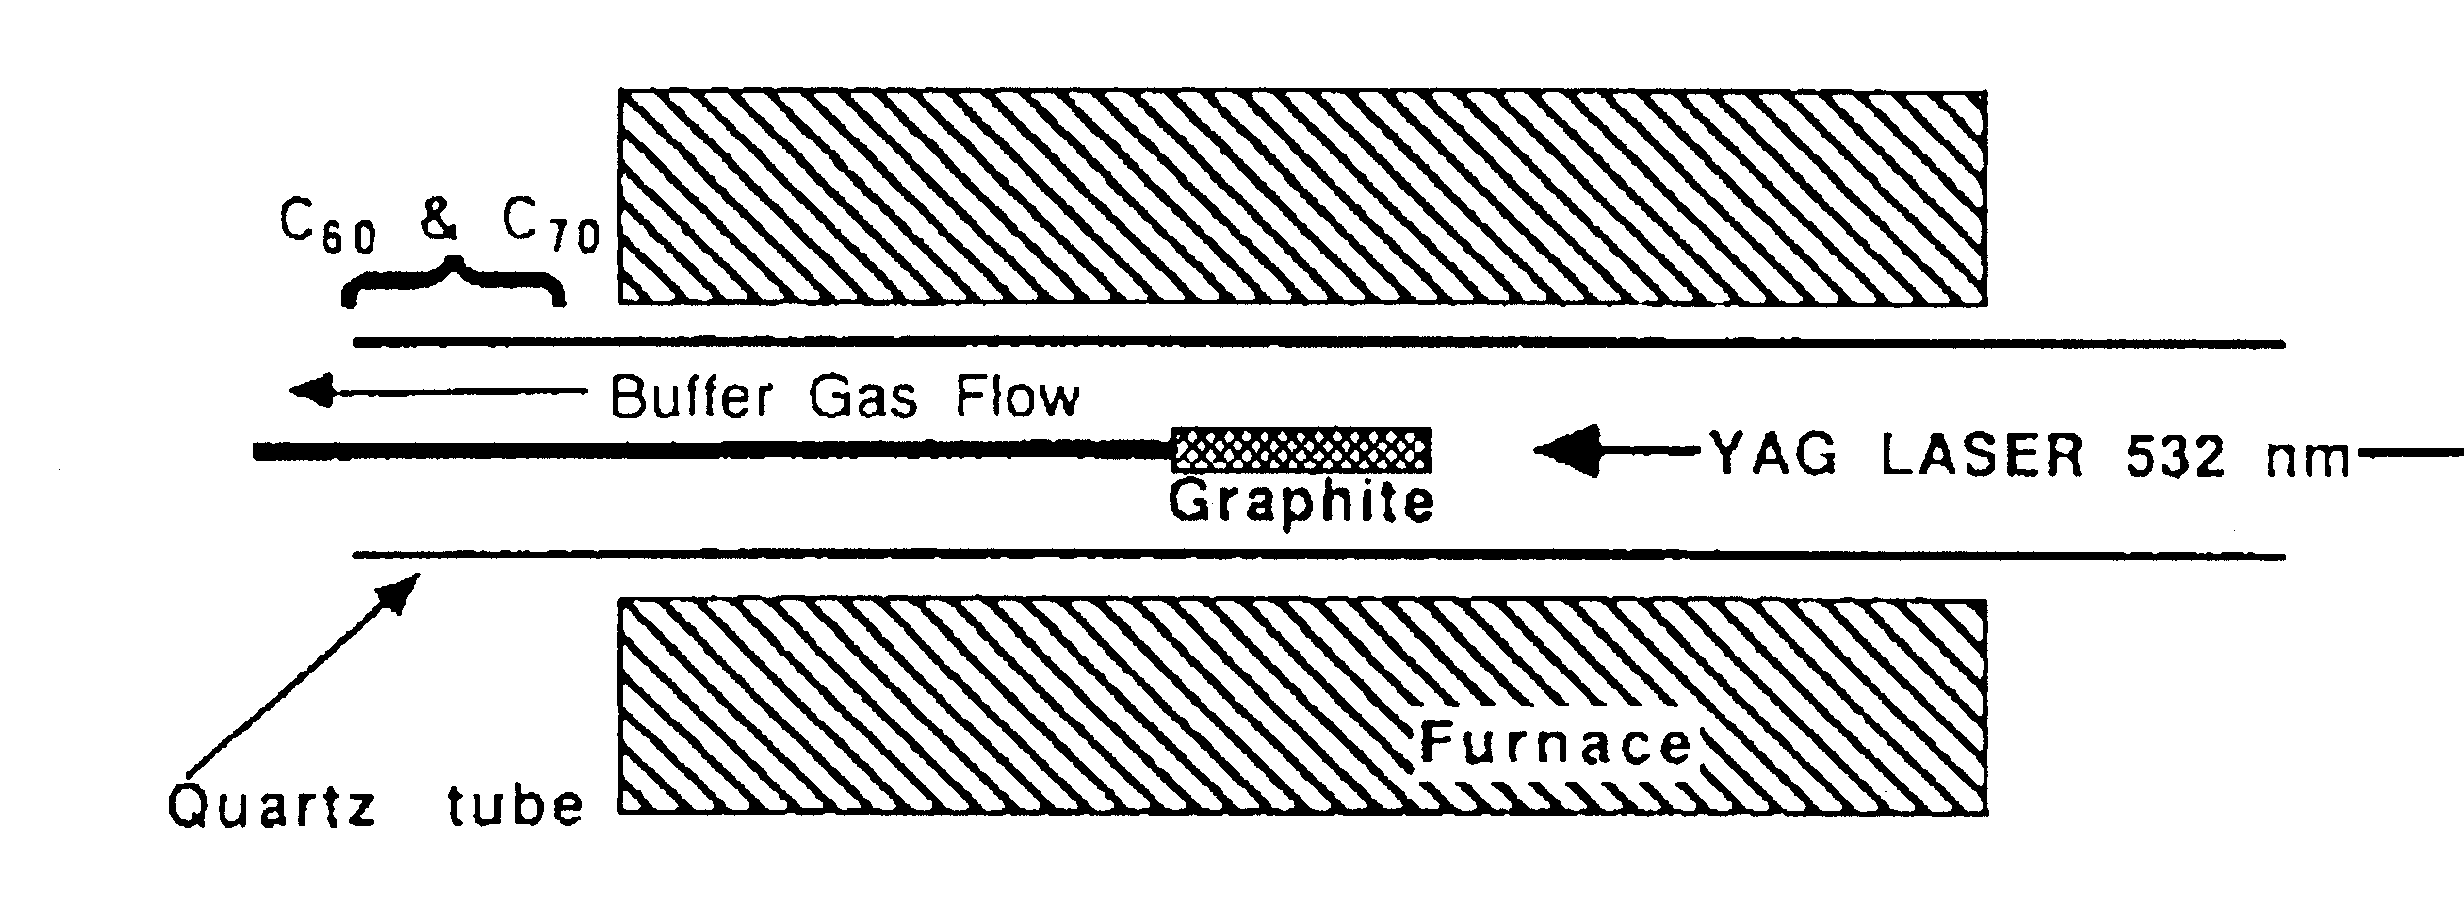 C₆₀ & C₇₀
Buffer Gas Flow
YAG LASER 532 nm
Graphite
Furnace
Quartz tube